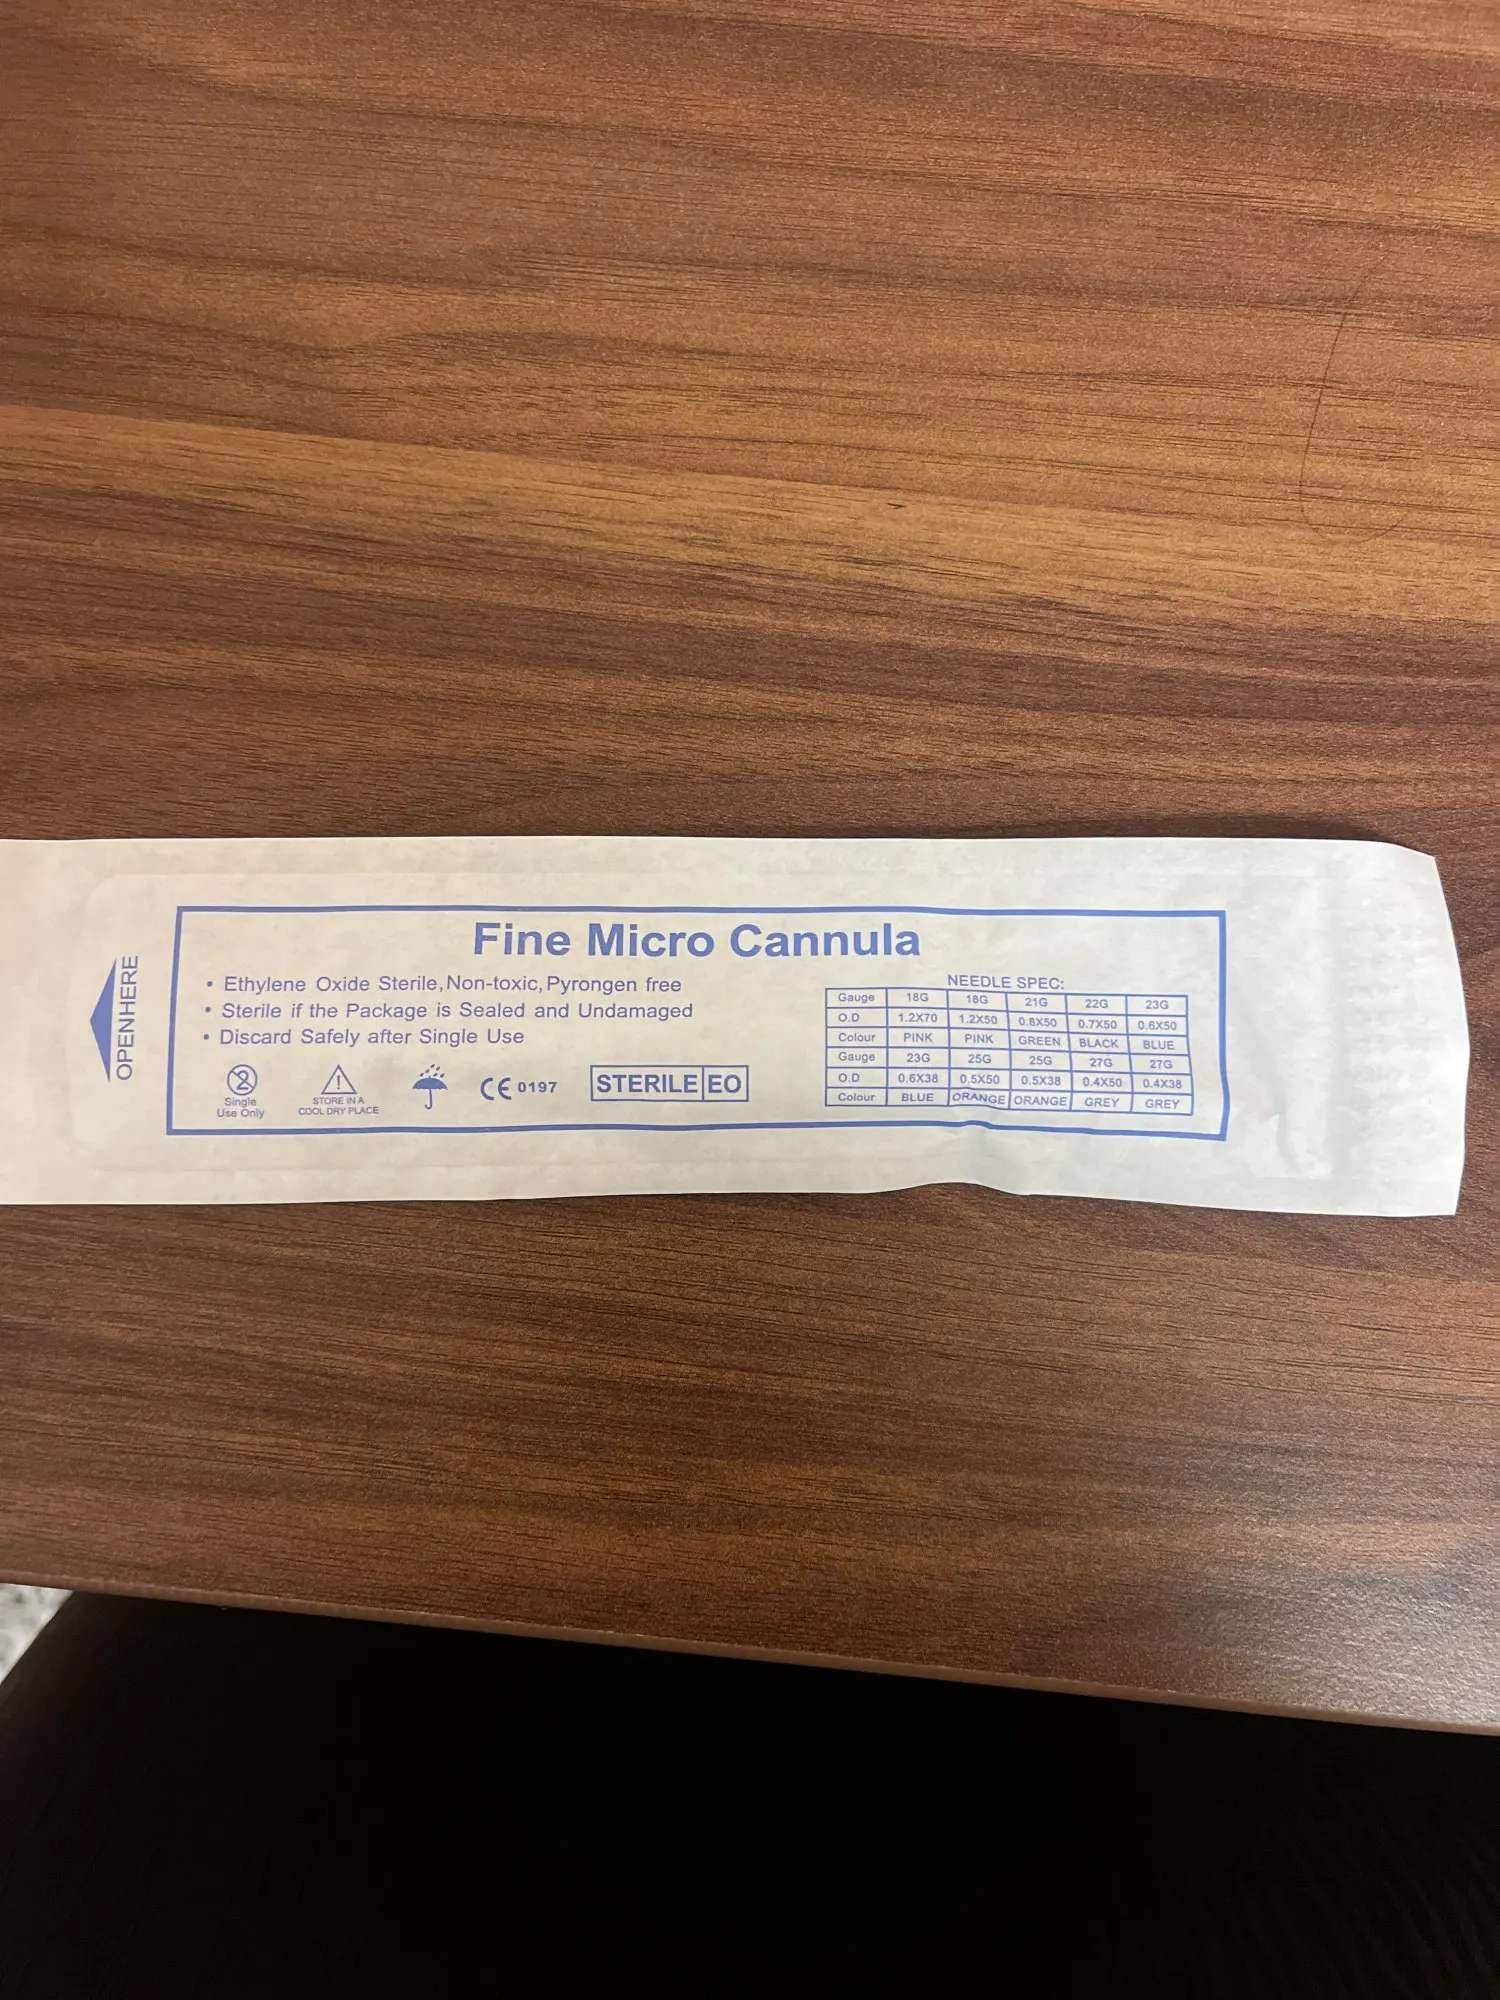 Fine Micro Cannula
OPEN HERE
• Ethylene Oxide Sterile, Non-toxic, Pyrongen free
• Sterile if the Package is Sealed and Undamaged
• Discard Safely after Single Use
2
Single
Use Only
!
STORE IN A
COOL DRY PLACE
CE 0197
STERILE EO
NEEDLE SPEC:
Gauge 18G 18G 21G 22G 23G
O.D 1.2X70 1.2X50 0.8X50 0.7X50 0.6X50
Colour PINK PINK GREEN BLACK BLUE
Gauge 23G 25G 25G 27G 27G
O.D 0.6X38 0.5X50 0.5X38 0.4X50 0.4X38
Colour BLUE ORANGE ORANGE GREY GREY